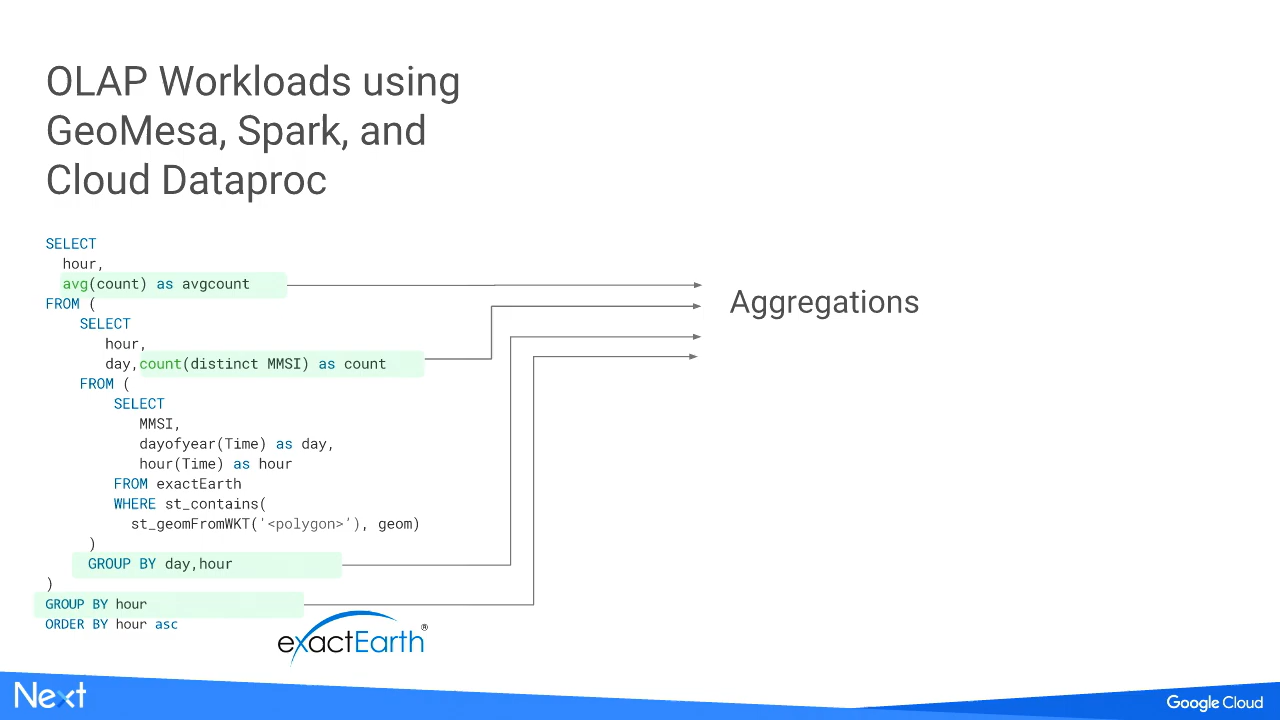 OLAP Workloads using
GeoMesa, Spark, and
Cloud Dataproc
SELECT
hour,
avg(count) as avgcount
FROM (
SELECT
hour,
day,count(distinct MMSI) as count
FROM (
SELECT
MMSI,
dayofyear(Time) as day,
hour(Time) as hour
FROM exactEarth
WHERE st_contains(
st_geomFromWKT('<polygon>'), geom)
)
GROUP BY day,hour
)
GROUP BY hour
ORDER BY hour asc
Aggregations
exactEarth®
Next
Google Cloud